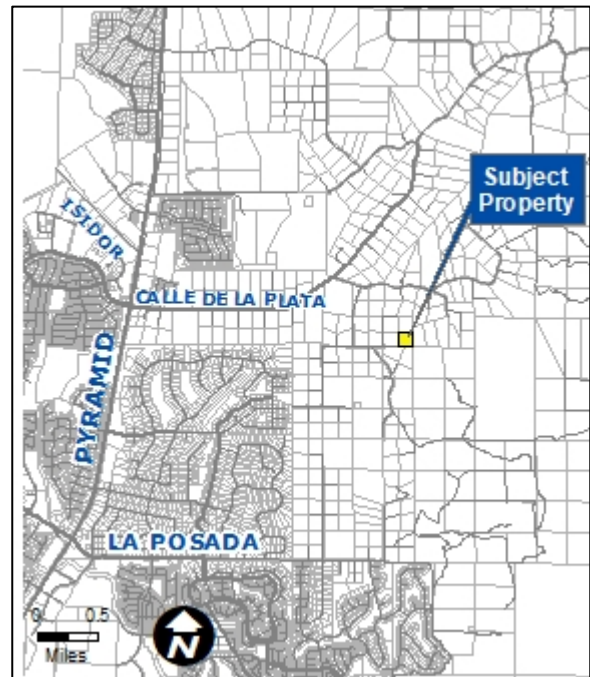 Subject
Property
ISIDOR
CALLE DE LA PLATA
PYRAMID
LA POSADA
0 0.5
Miles
N